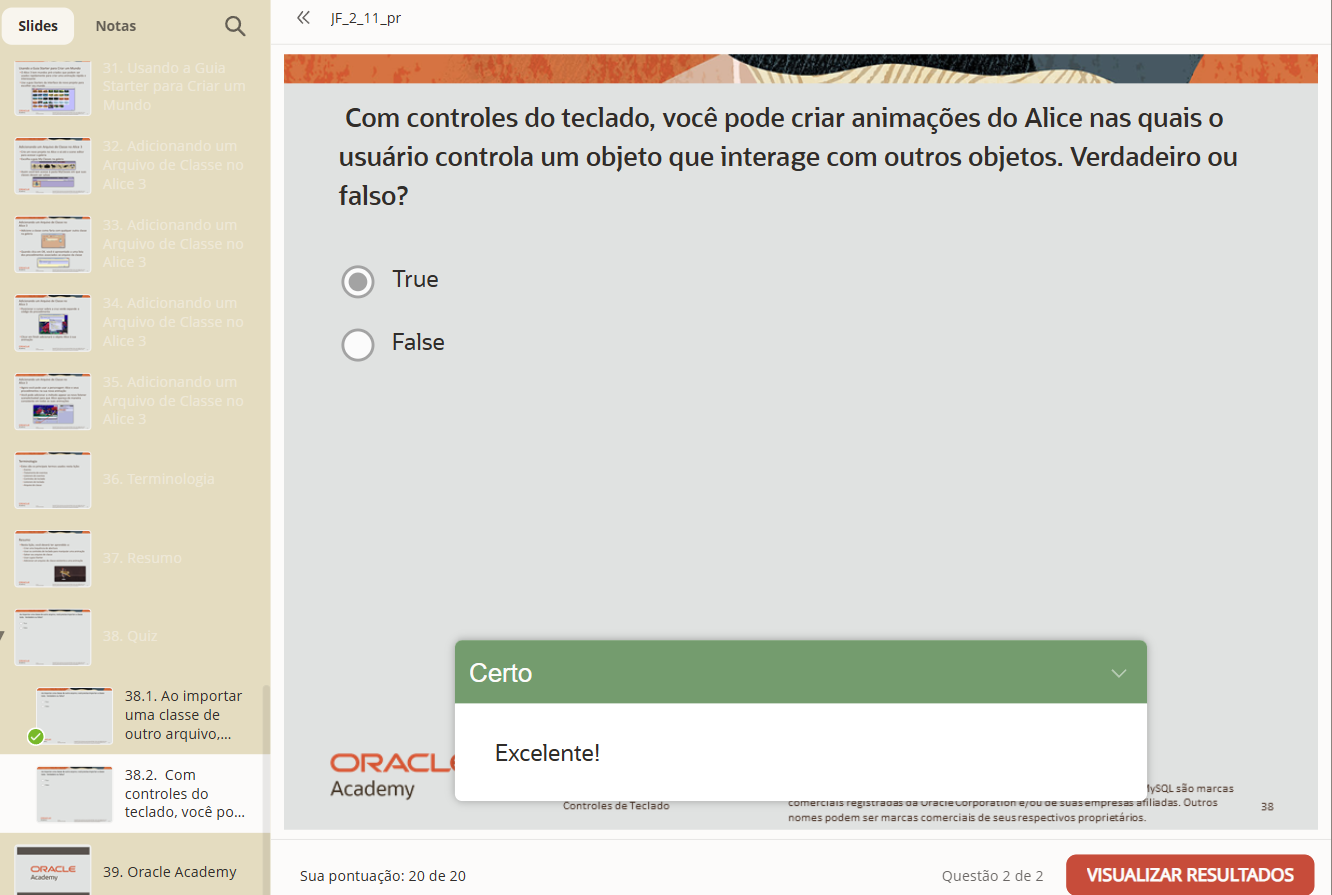 Slides
Notas
31. Usando a Guia
Starter para Criar um
Mundo
32. Adicionando um
Arquivo de Classe no
Alice 3
33. Adicionando um
Arquivo de Classe no
Alice 3
34. Adicionando um
Arquivo de Classe no
Alice 3
35. Adicionando um
Arquivo de Classe no
Alice 3
36. Terminologia
37. Resumo
38. Quiz
38.1. Ao importar
uma classe de
outro arquivo,...
38.2. Com
controles do
teclado, você po...
ORACLE
Academy
39. Oracle Academy
JF_2_11_pr
Com controles do teclado, você pode criar animações do Alice nas quais o
usuário controla um objeto que interage com outros objetos. Verdadeiro ou
falso?
True
False
Certo
Excelente!
ORACLE
Academy
Controles de Teclado
MySQL são marcas
comerciais registradas da Oracle Corporation e/ou de suas empresas afiliadas. Outros
nomes podem ser marcas comerciais de seus respectivos proprietários.
38
Sua pontuação: 20 de 20
Questão 2 de 2
VISUALIZAR RESULTADOS